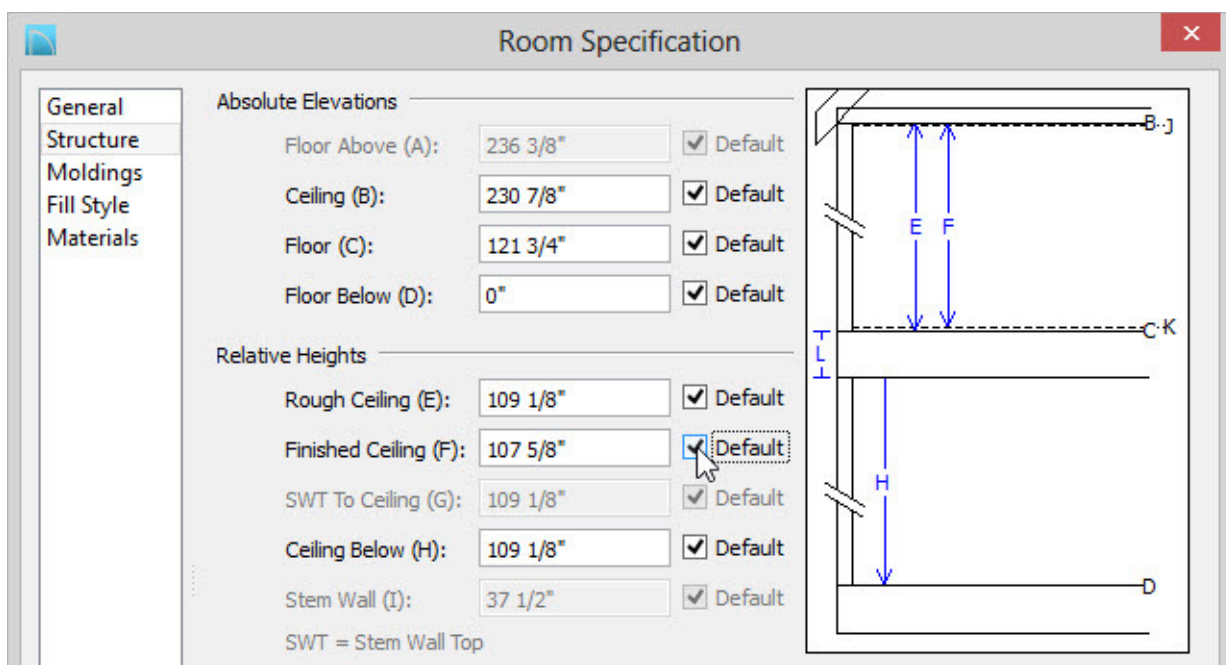 Room Specification
General
Structure
Moldings
Fill Style
Materials
Absolute Elevations
Floor Above (A): 236 3/8" Default
Ceiling (B): 230 7/8" Default
Floor (C): 121 3/4" Default
Floor Below (D): 0" Default
Relative Heights
Rough Ceiling (E): 109 1/8" Default
Finished Ceiling (F): 107 5/8" Default
SWT To Ceiling (G): 109 1/8" Default
Ceiling Below (H): 109 1/8" Default
Stem Wall (I): 37 1/2" Default
SWT = Stem Wall Top
B J
E F
C K
L
H
D